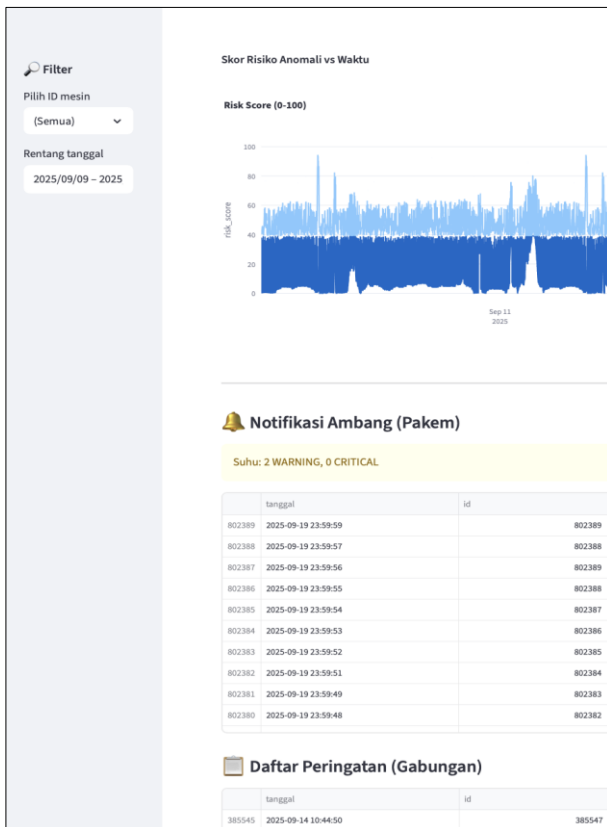 🔎 Filter
Pilih ID mesin
(Semua)
Rentang tanggal
2025/09/09 – 2025
Skor Risiko Anomali vs Waktu
Risk Score (0-100)
100
80
60
40
20
0
risk_score
Sep 11
2025
🔔 Notifikasi Ambang (Pakem)
Suhu: 2 WARNING, 0 CRITICAL
tanggal id
802389 2025-09-19 23:59:59 802389
802388 2025-09-19 23:59:57 802388
802387 2025-09-19 23:59:56 802389
802386 2025-09-19 23:59:55 802388
802385 2025-09-19 23:59:54 802387
802384 2025-09-19 23:59:53 802386
802383 2025-09-19 23:59:52 802385
802382 2025-09-19 23:59:51 802384
802381 2025-09-19 23:59:49 802383
802380 2025-09-19 23:59:48 802382
📋 Daftar Peringatan (Gabungan)
tanggal id
385545 2025-09-14 10:44:50 385547